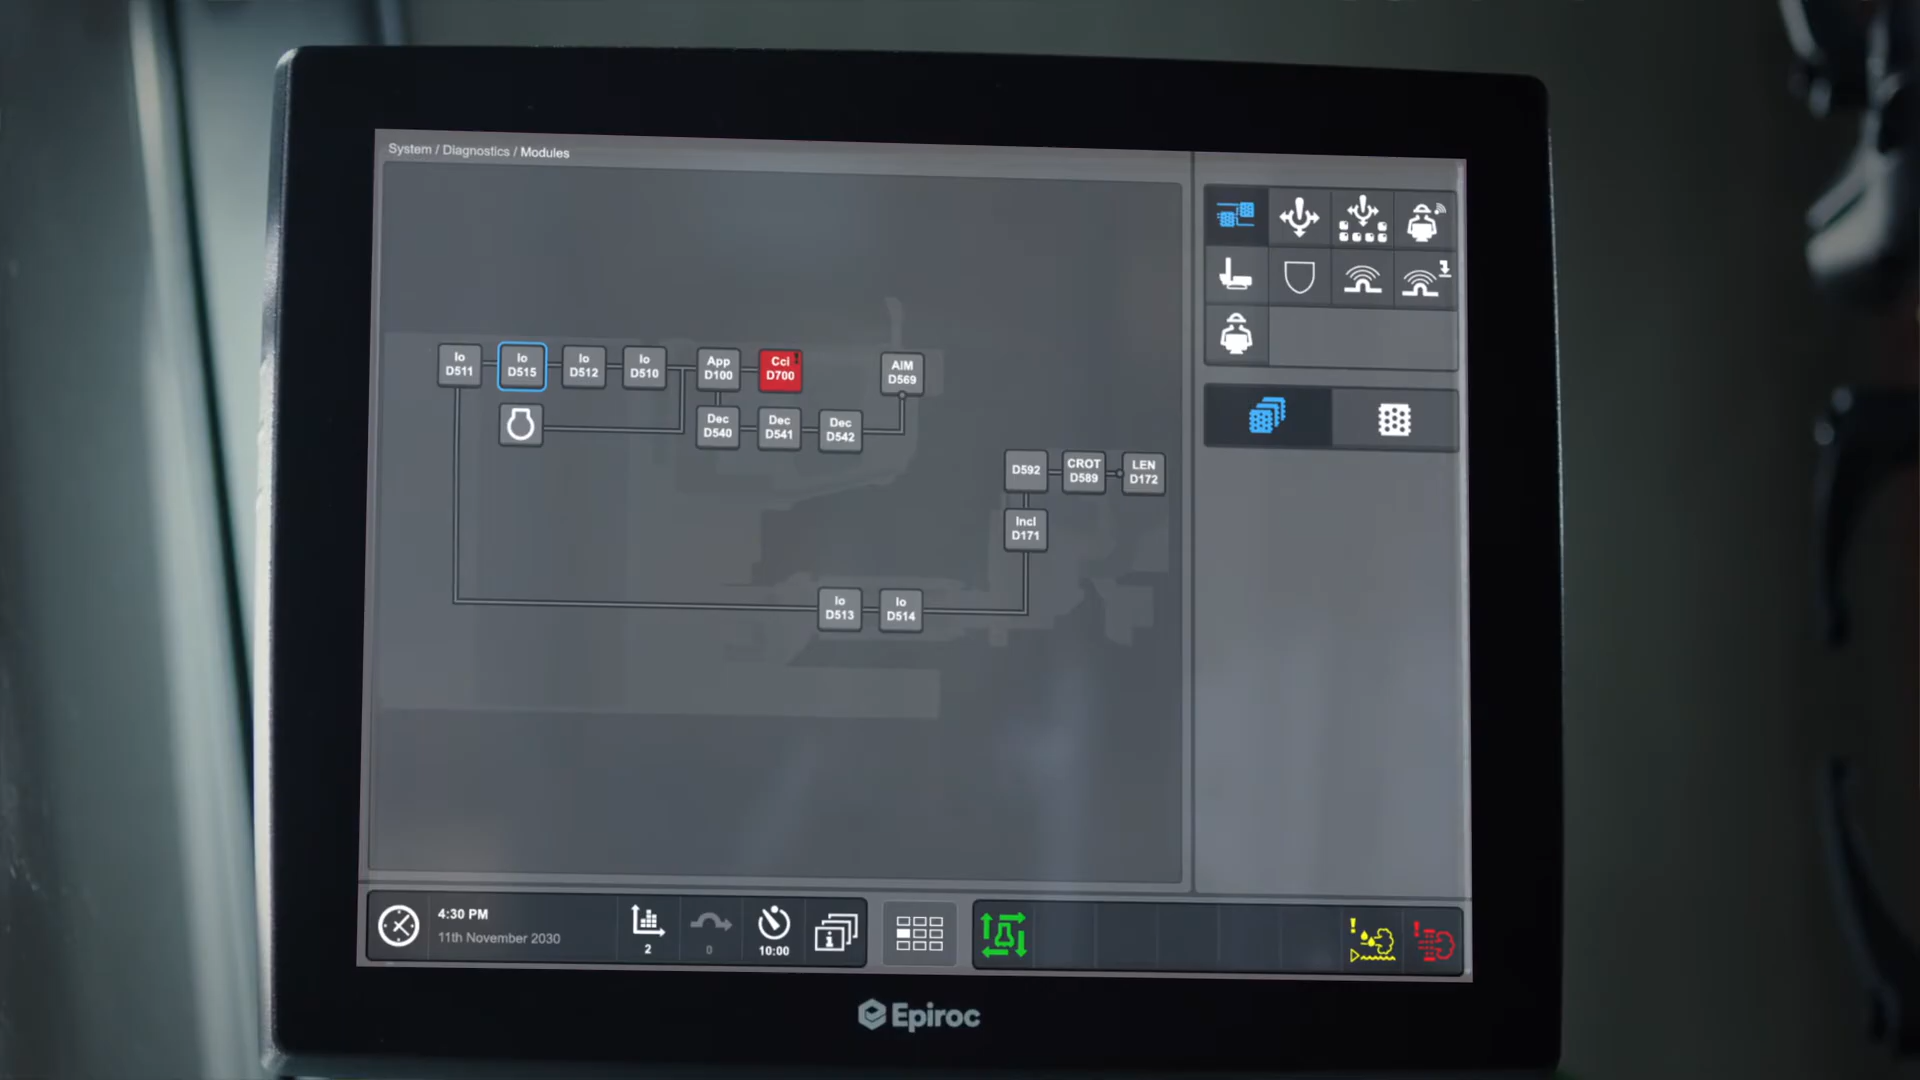 System / Diagnostics / Modules
Io
D511
Io
D515
Io
D512
Io
D510
App
D100
Ccl
D700
AIM
D569
Dec
D540
Dec
D541
Dec
D542
D592
CROT
D589
LEN
D172
Incl
D171
Io
D513
Io
D514
4:30 PM
11th November 2030
2
0
10:00
Epiroc